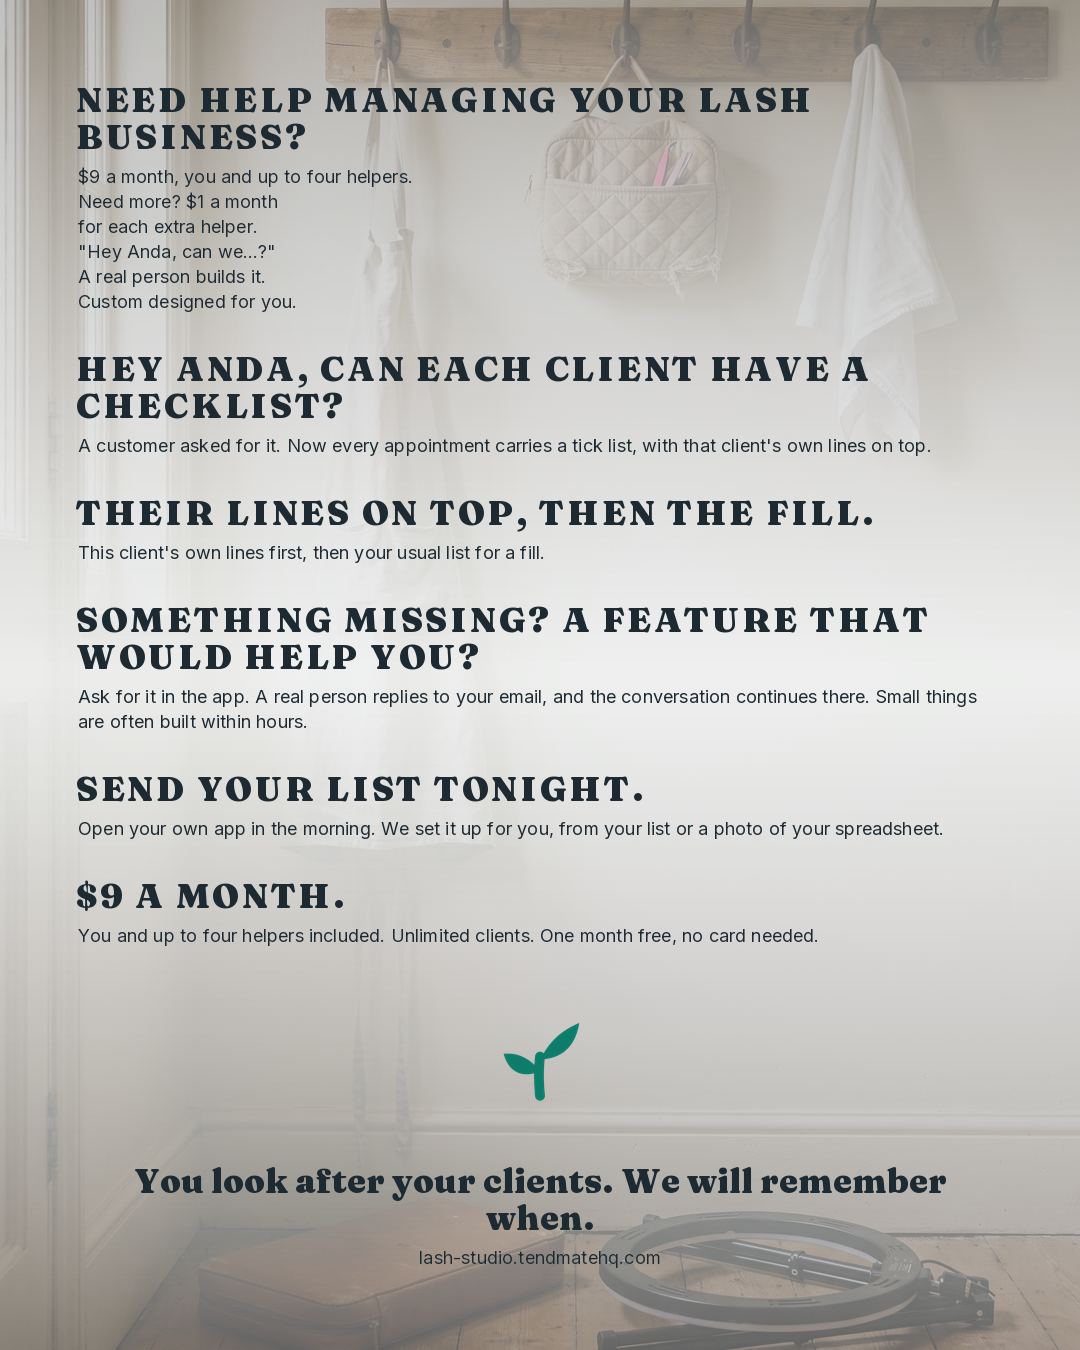 NEED HELP MANAGING YOUR LASH
BUSINESS?
$9 a month, you and up to four helpers.
Need more? $1 a month
for each extra helper.
"Hey Anda, can we...?"
A real person builds it.
Custom designed for you.
HEY ANDA, CAN EACH CLIENT HAVE A
CHECKLIST?
A customer asked for it. Now every appointment carries a tick list, with that client's own lines on top.
THEIR LINES ON TOP, THEN THE FILL.
This client's own lines first, then your usual list for a fill.
SOMETHING MISSING? A FEATURE THAT
WOULD HELP YOU?
Ask for it in the app. A real person replies to your email, and the conversation continues there. Small things
are often built within hours.
SEND YOUR LIST TONIGHT.
Open your own app in the morning. We set it up for you, from your list or a photo of your spreadsheet.
$9 A MONTH.
You and up to four helpers included. Unlimited clients. One month free, no card needed.
You look after your clients. We will remember
when.
lash-studio.tendmatehq.com